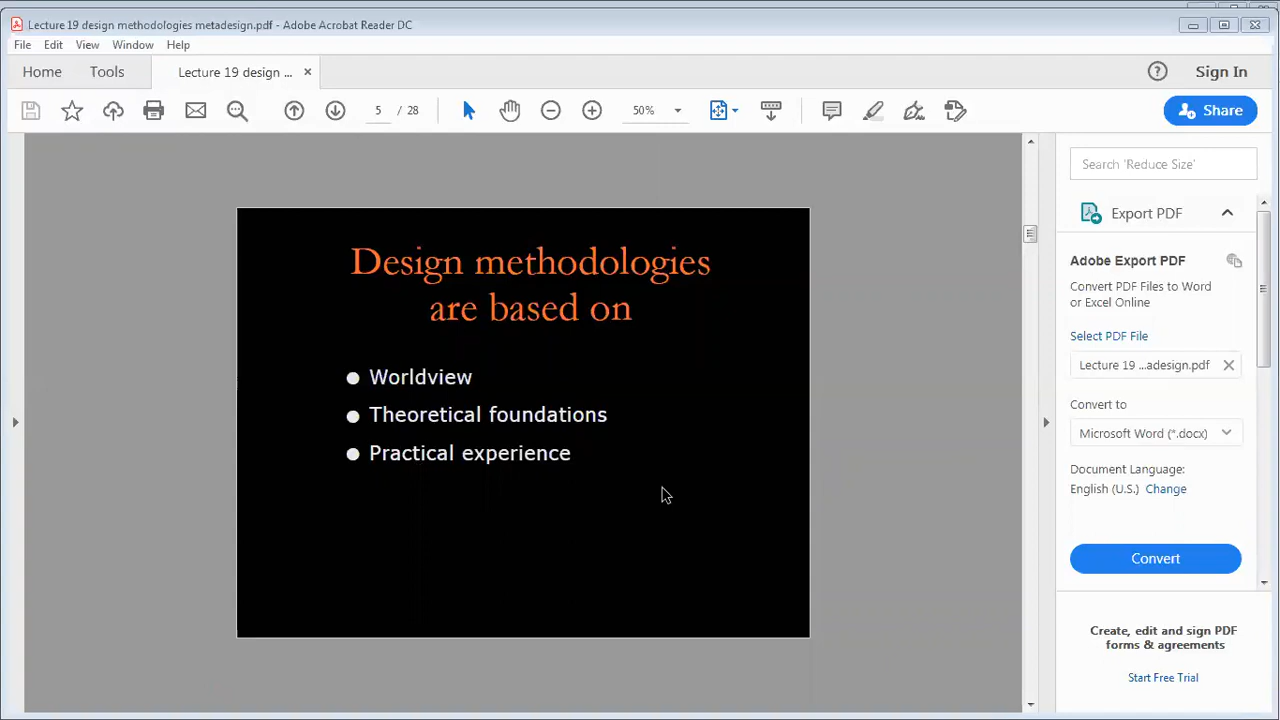 Lecture 19 design methodologies metadesign.pdf - Adobe Acrobat Reader DC
File Edit View Window Help
Home Tools Lecture 19 design ... × Sign In
5 / 28 50% Share
Design methodologies
are based on
Worldview
Theoretical foundations
Practical experience
Search 'Reduce Size'
Export PDF
Adobe Export PDF
Convert PDF Files to Word
or Excel Online
Select PDF File
Lecture 19 ...adesign.pdf ×
Convert to
Microsoft Word (*.docx)
Document Language:
English (U.S.) Change
Convert
Create, edit and sign PDF
forms & agreements
Start Free Trial